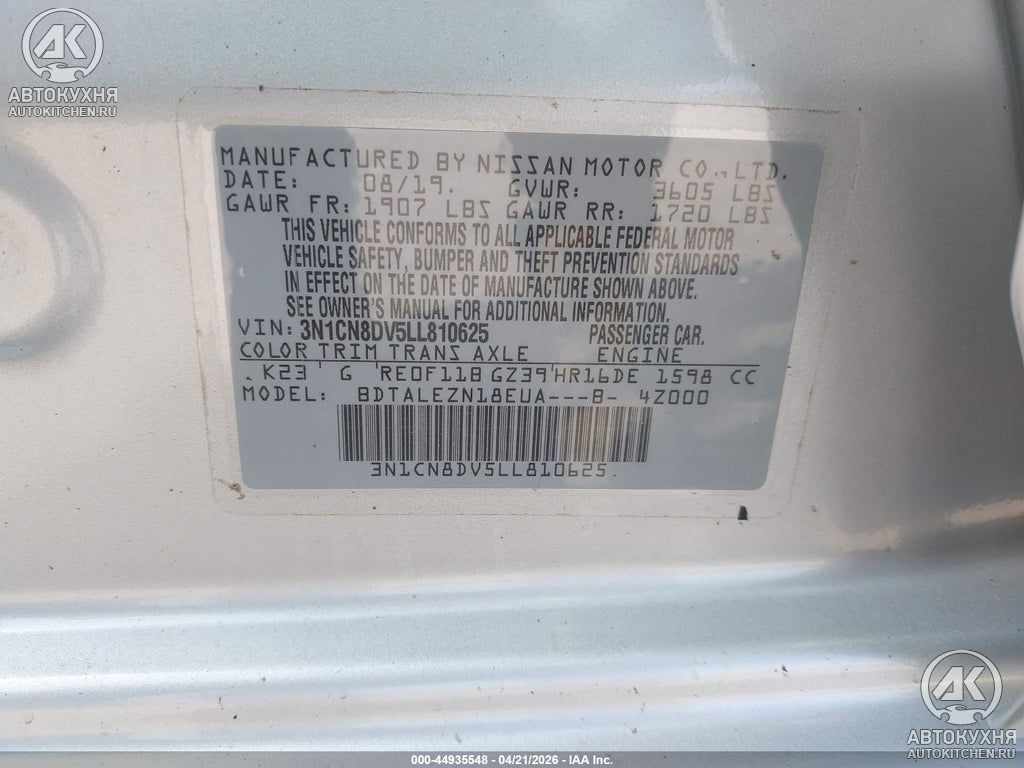 АК
АВТОКУХНЯ
AUTOKITCHEN.RU
MANUFACTURED BY NISSAN MOTOR CO., LTD.
DATE: 08/19. GVWR: 3605 LBS
GAWR FR: 1907 LBS GAWR RR: 1720 LBS
THIS VEHICLE CONFORMS TO ALL APPLICABLE FEDERAL MOTOR
VEHICLE SAFETY, BUMPER AND THEFT PREVENTION STANDARDS
IN EFFECT ON THE DATE OF MANUFACTURE SHOWN ABOVE.
SEE OWNER'S MANUAL FOR ADDITIONAL INFORMATION.
VIN: 3N1CN8DV5LL810625 PASSENGER CAR.
COLOR TRIM TRANS AXLE ENGINE
K23 G RE0F11B GZ39 HR16DE 1598 CC
MODEL: BDTALEZN18EUA---B- 4Z000
3N1CN8DV5LL810625.
АК
АВТОКУХНЯ
AUTOKITCHEN.RU
000-44935548 - 04/21/2026 - IAA Inc.